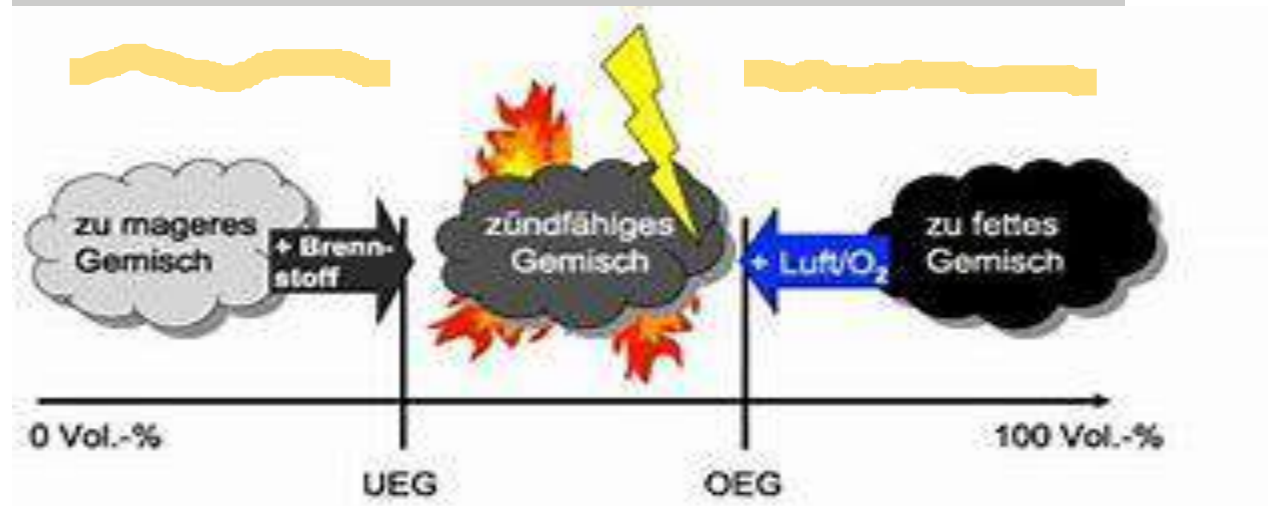 zu mageres
Gemisch
+ Brenn-
stoff
zündfähiges
Gemisch
+ Luft/O₂
zu fettes
Gemisch
0 Vol.-%
100 Vol.-%
UEG
OEG